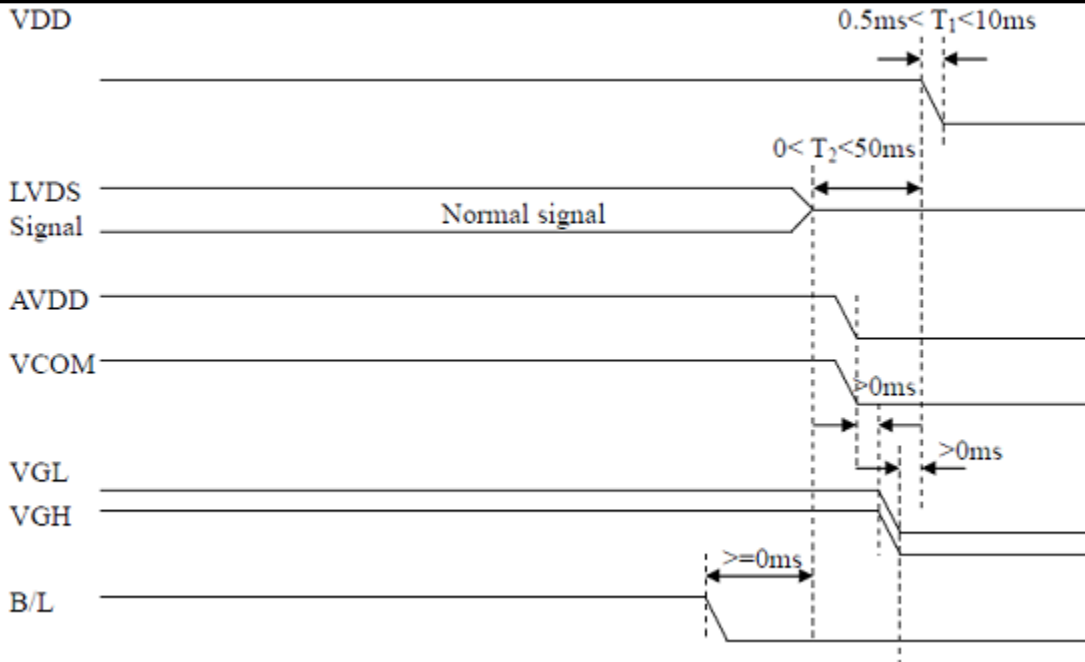 VDD
0.5ms< T₁<10ms
0< T₂<50ms
LVDS
Signal
Normal signal
AVDD
VCOM
>0ms
>0ms
VGL
VGH
>=0ms
B/L